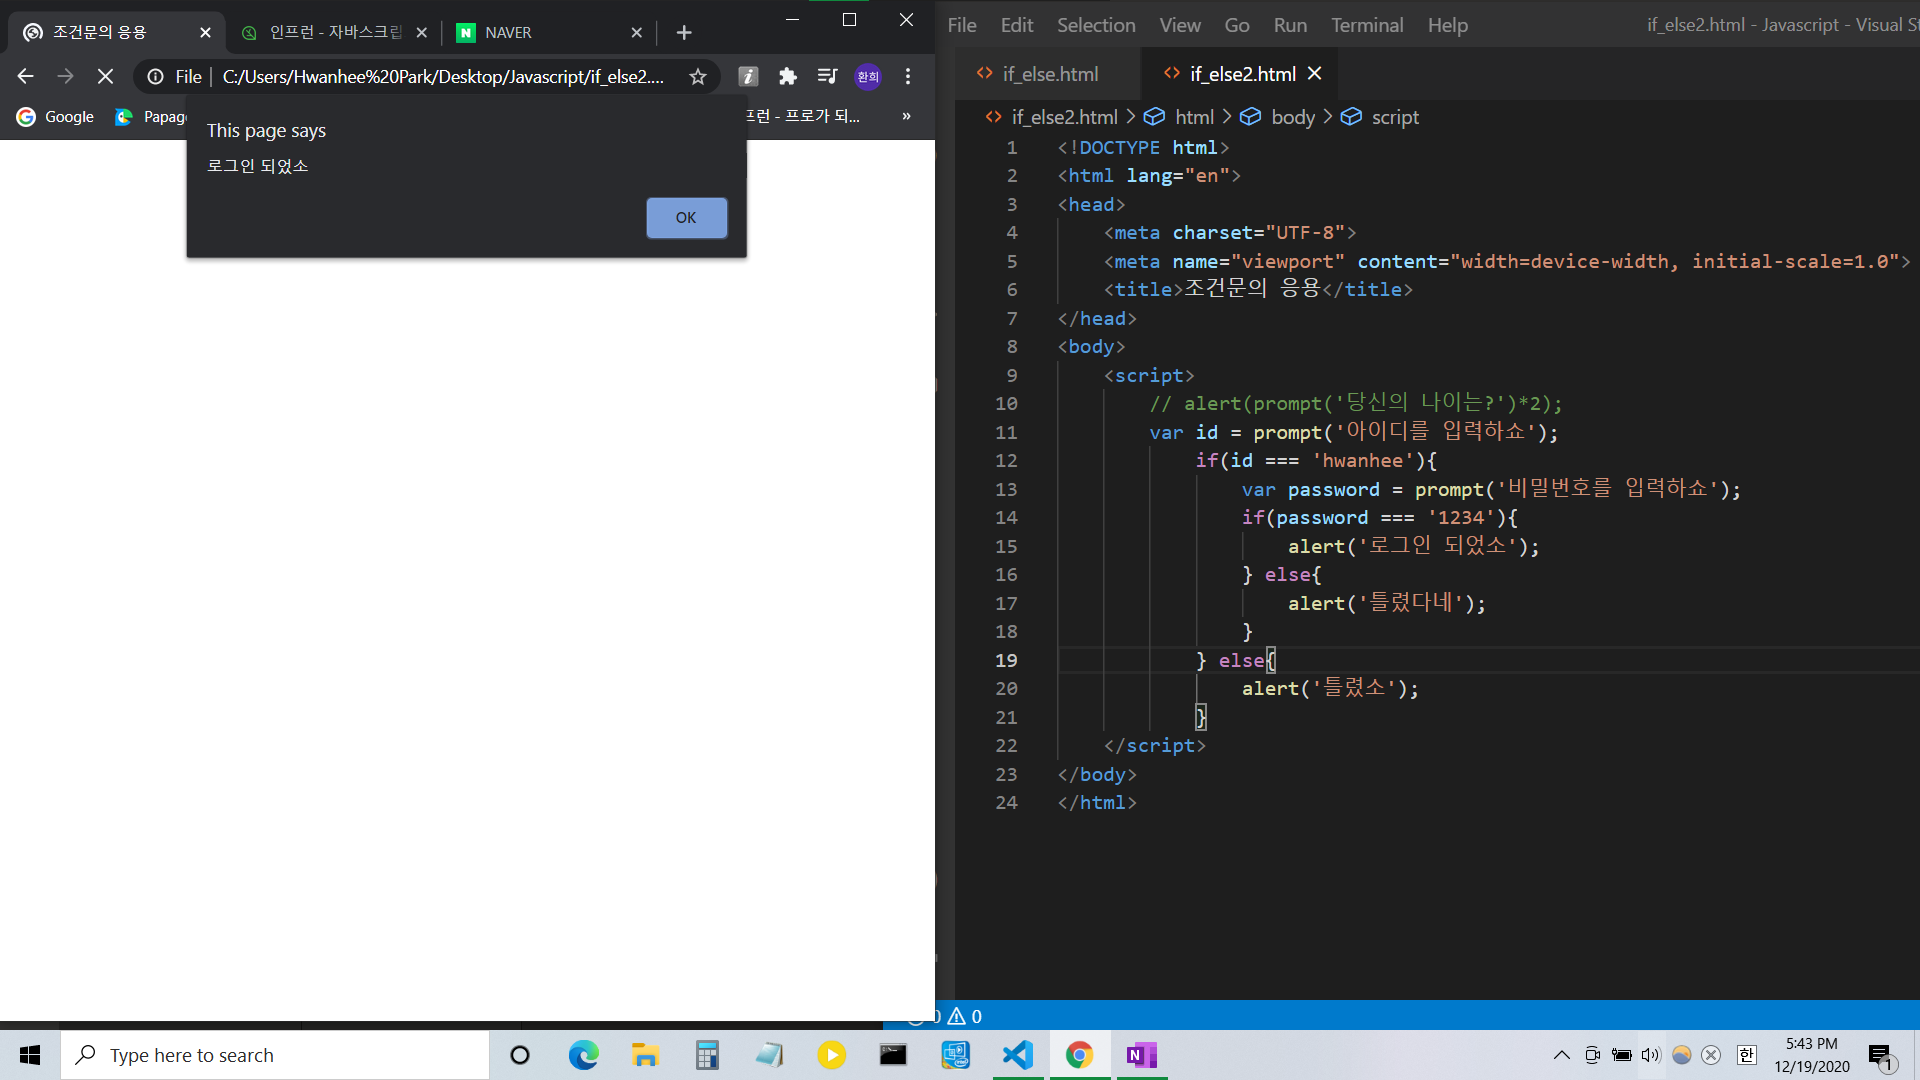 조건문의 응용
인프런 - 자바스크립
NAVER
File
C:/Users/Hwanhee%20Park/Desktop/Javascript/if_else2....
환희
Google
프런 - 프로가 되...
»
This page says
로그인 되었소
OK
File Edit Selection View Go Run Terminal Help
if_else2.html - Javascript - Visual
if_else.html
if_else2.html
if_else2.html > html > body > script
1 <!DOCTYPE html>
2 <html lang="en">
3 <head>
4 <meta charset="UTF-8">
5 <meta name="viewport" content="width=device-width, initial-scale=1.0">
6 <title>조건문의 응용</title>
7 </head>
8 <body>
9 <script>
10 // alert(prompt('당신의 나이는?')*2);
11 var id = prompt('아이디를 입력하쇼');
12 if(id === 'hwanhee'){
13 var password = prompt('비밀번호를 입력하쇼');
14 if(password === '1234'){
15 alert('로그인 되었소');
16 } else{
17 alert('틀렸다네');
18 }
19 } else{
20 alert('틀렸소');
21 }
22 </script>
23 </body>
24 </html>
0 0
Type here to search
N
한
5:43 PM
12/19/2020
1